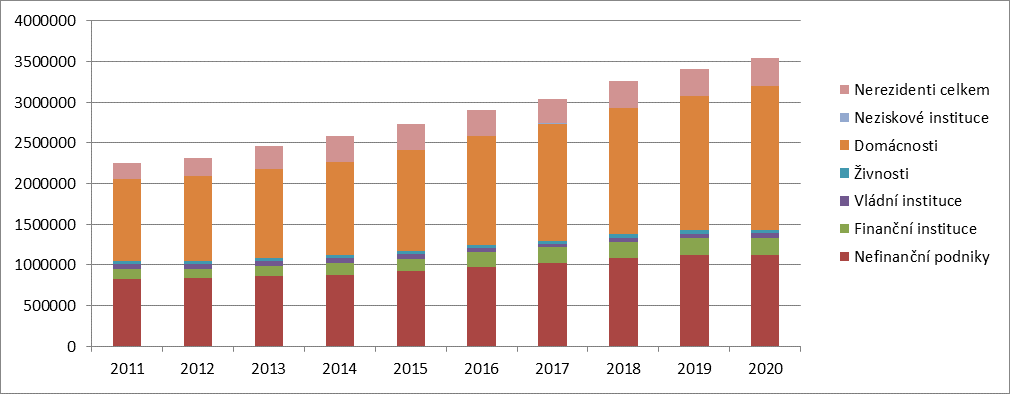 4000000
3500000
3000000
2500000
2000000
1500000
1000000
500000
0
2011 2012 2013 2014 2015 2016 2017 2018 2019 2020
Nerezidenti celkem
Neziskové instituce
Domácnosti
Živnosti
Vládní instituce
Finanční instituce
Nefinanční podniky